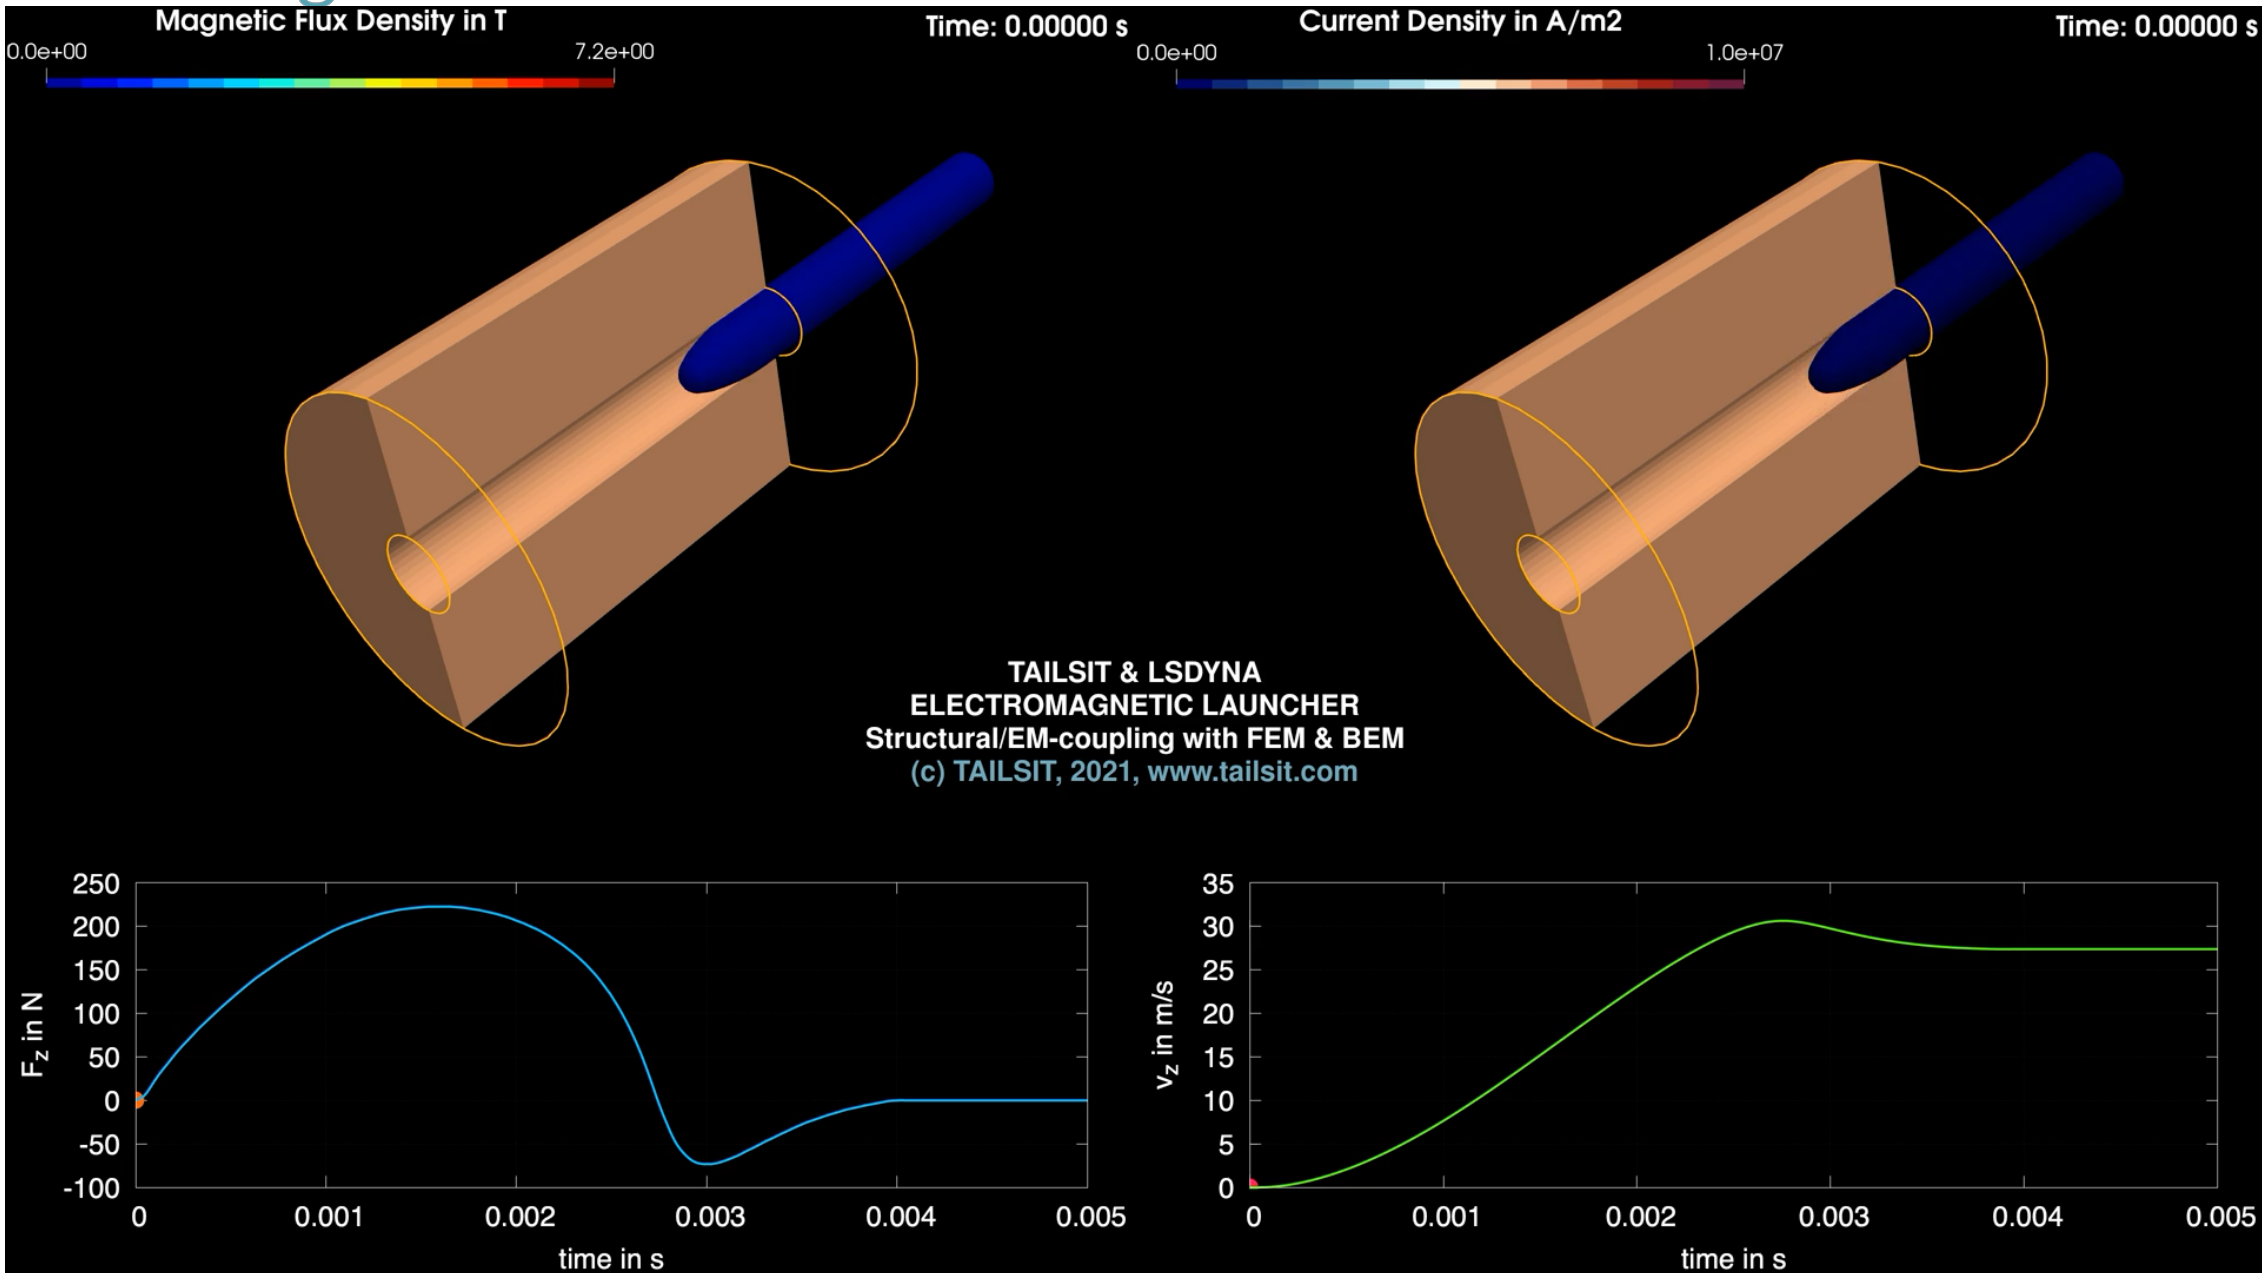 Magnetic Flux Density in T
Time: 0.00000 s
0.0e+00
7.2e+00
Current Density in A/m2
Time: 0.00000 s
0.0e+00
1.0e+07
TAILSIT & LSDYNA
ELECTROMAGNETIC LAUNCHER
Structural/EM-coupling with FEM & BEM
(c) TAILSIT, 2021, www.tailsit.com
250
200
150
100
50
0
-50
-100
Fz in N
0 0.001 0.002 0.003 0.004 0.005
time in s
35
30
25
20
15
10
5
0
vz in m/s
0 0.001 0.002 0.003 0.004 0.005
time in s